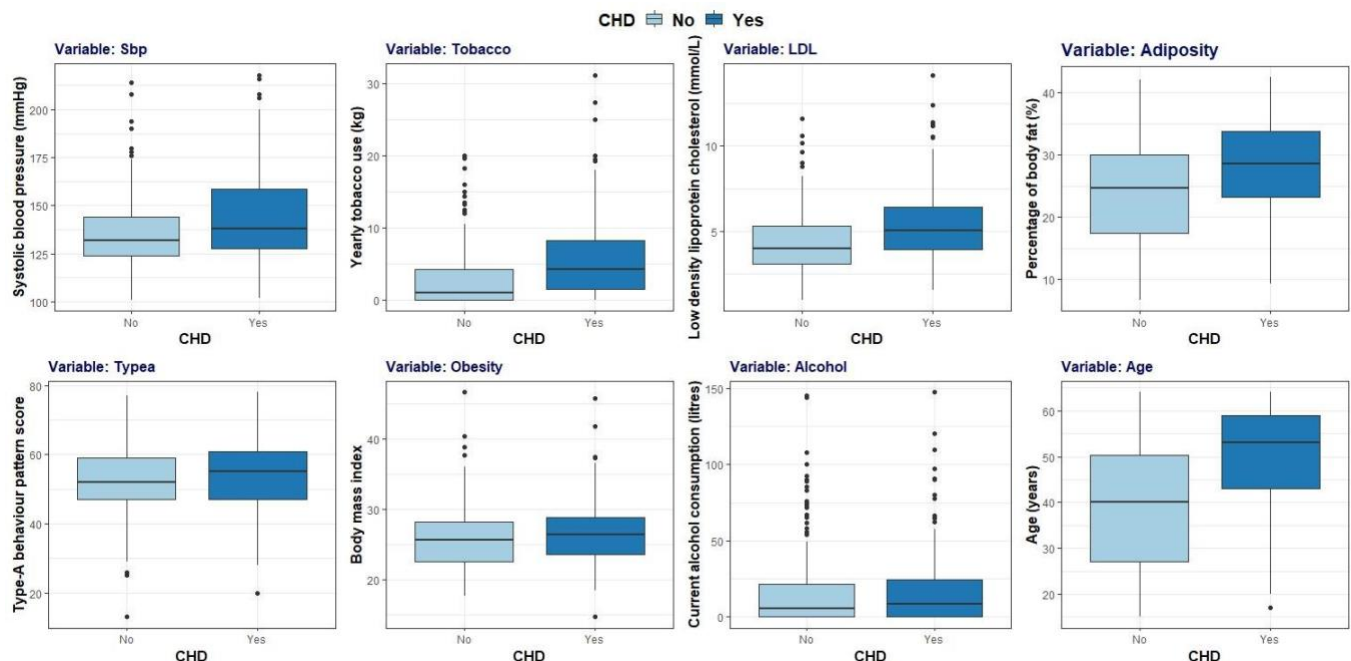 CHD No Yes
Variable: Sbp
Systolic blood pressure (mmHg)
200
175
150
125
100
No Yes
CHD
Variable: Tobacco
Yearly tobacco use (kg)
30
20
10
0
No Yes
CHD
Variable: LDL
Low density lipoprotein cholesterol (mmol/L)
10
5
No Yes
CHD
Variable: Adiposity
Percentage of body fat (%)
40
30
20
10
No Yes
CHD
Variable: Typea
Type-A behaviour pattern score
80
60
40
20
No Yes
CHD
Variable: Obesity
Body mass index
40
30
20
No Yes
CHD
Variable: Alcohol
Current alcohol consumption (litres)
150
100
50
0
No Yes
CHD
Variable: Age
Age (years)
60
50
40
30
20
No Yes
CHD